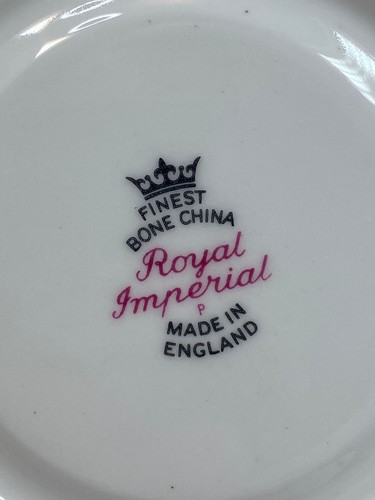 FINEST
BONE CHINA
Royal
Imperial
P
MADE IN
ENGLAND